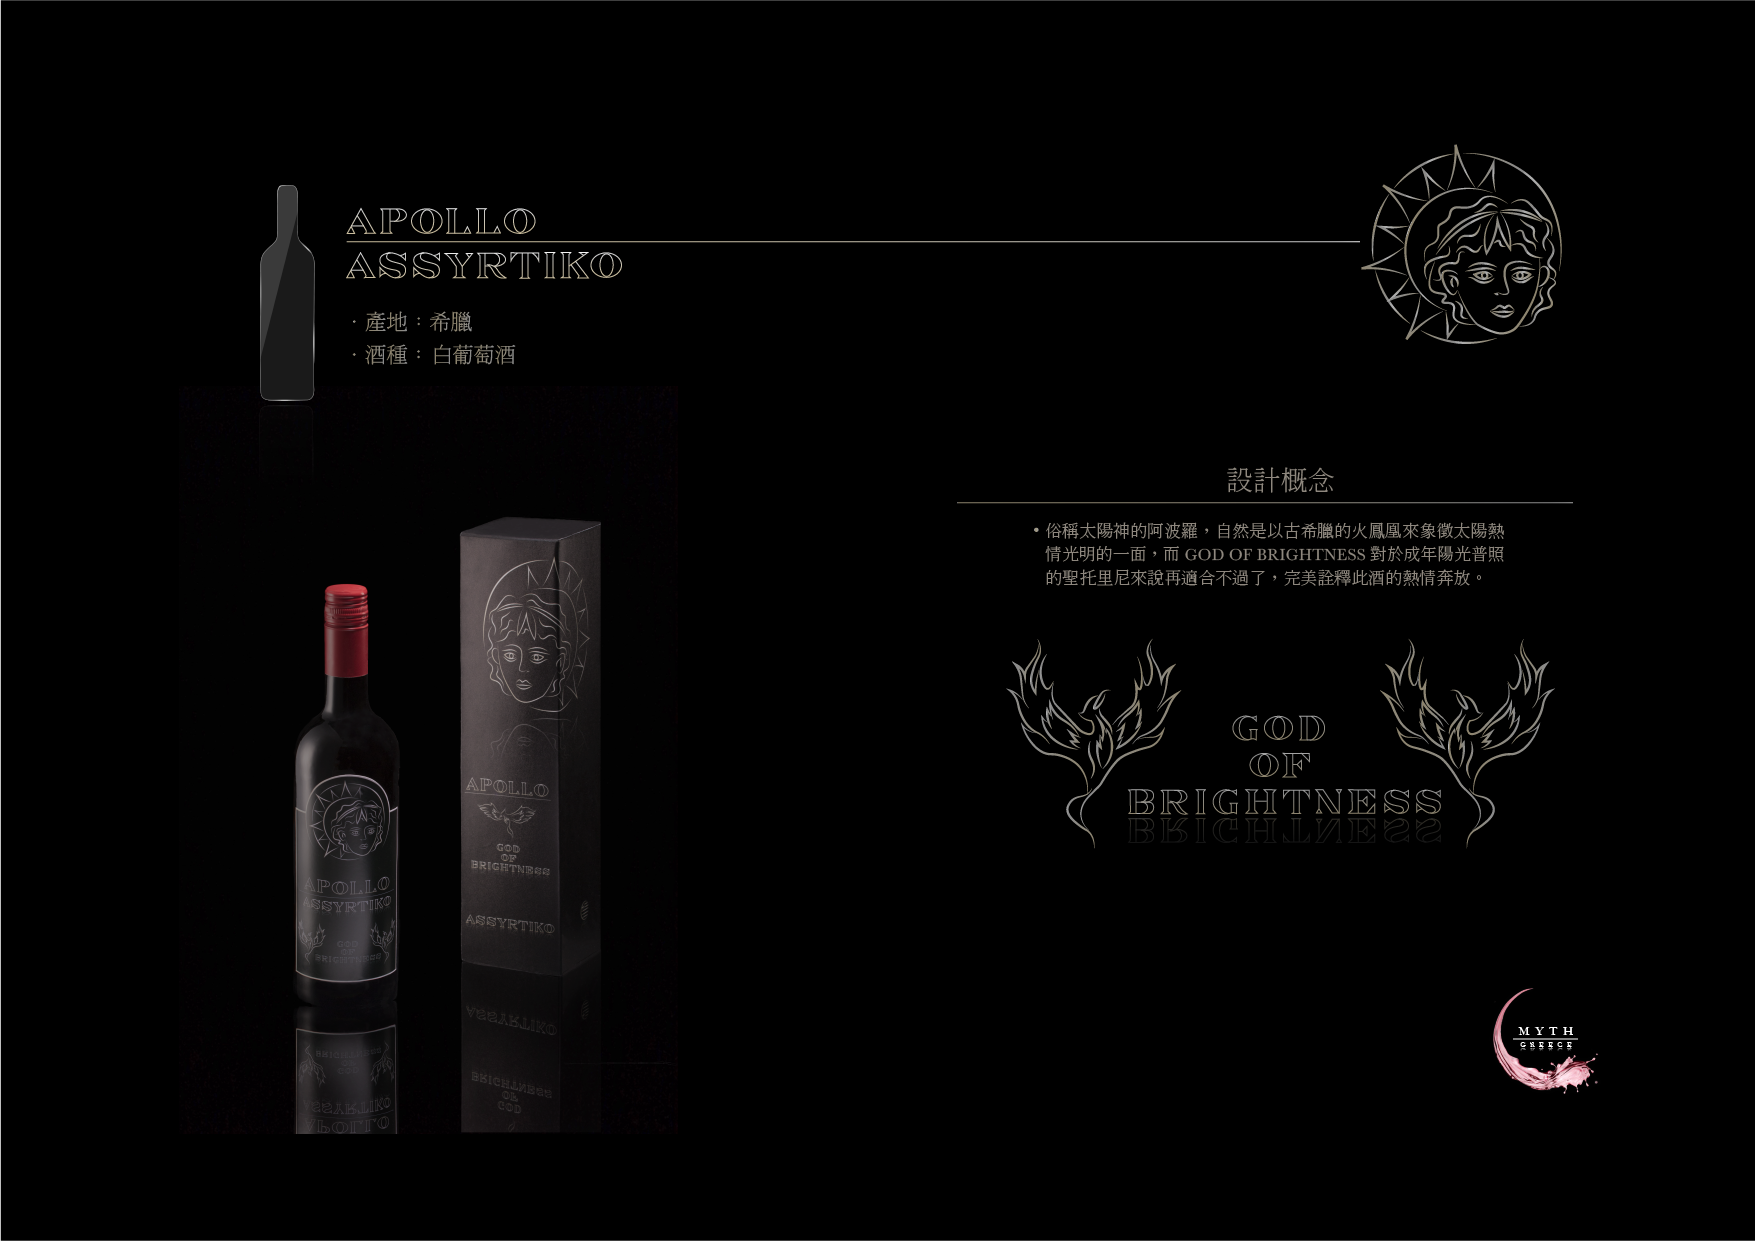 APOLLO
ASSYRTIKO
·產地：希臘
·酒種：白葡萄酒
設計概念
•俗稱太陽神的阿波羅，自然是以古希臘的火鳳凰來象徵太陽熱
情光明的一面，而 GOD OF BRIGHTNESS 對於成年陽光普照
的聖托里尼來說再適合不過了，完美詮釋此酒的熱情奔放。
GOD
OF
BRIGHTNESS
APOLLO
GOD
OF
BRIGHTNESS
ASSYRTIKO
APOLLO
ASSYRTIKO
GOD
OF
BRIGHTNESS
MYTH
GREECE